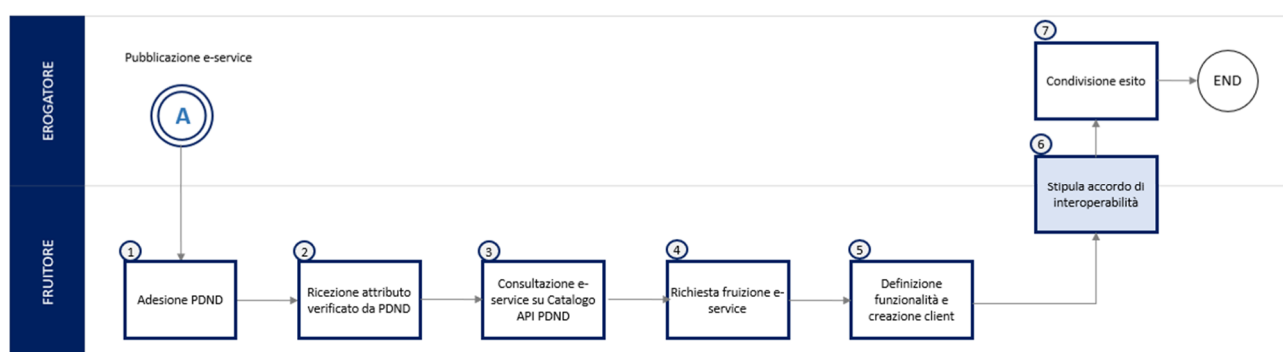 EROGATORE
Pubblicazione e-service
A
7
Condivisione esito
END
6
Stipula accordo di
interoperabilità
FRUITORE
1
Adesione PDND
2
Ricezione attributo
verificato da PDND
3
Consultazione e-
service su Catalogo
API PDND
4
Richiesta fruizione e-
service
5
Definizione
funzionalità e
creazione client